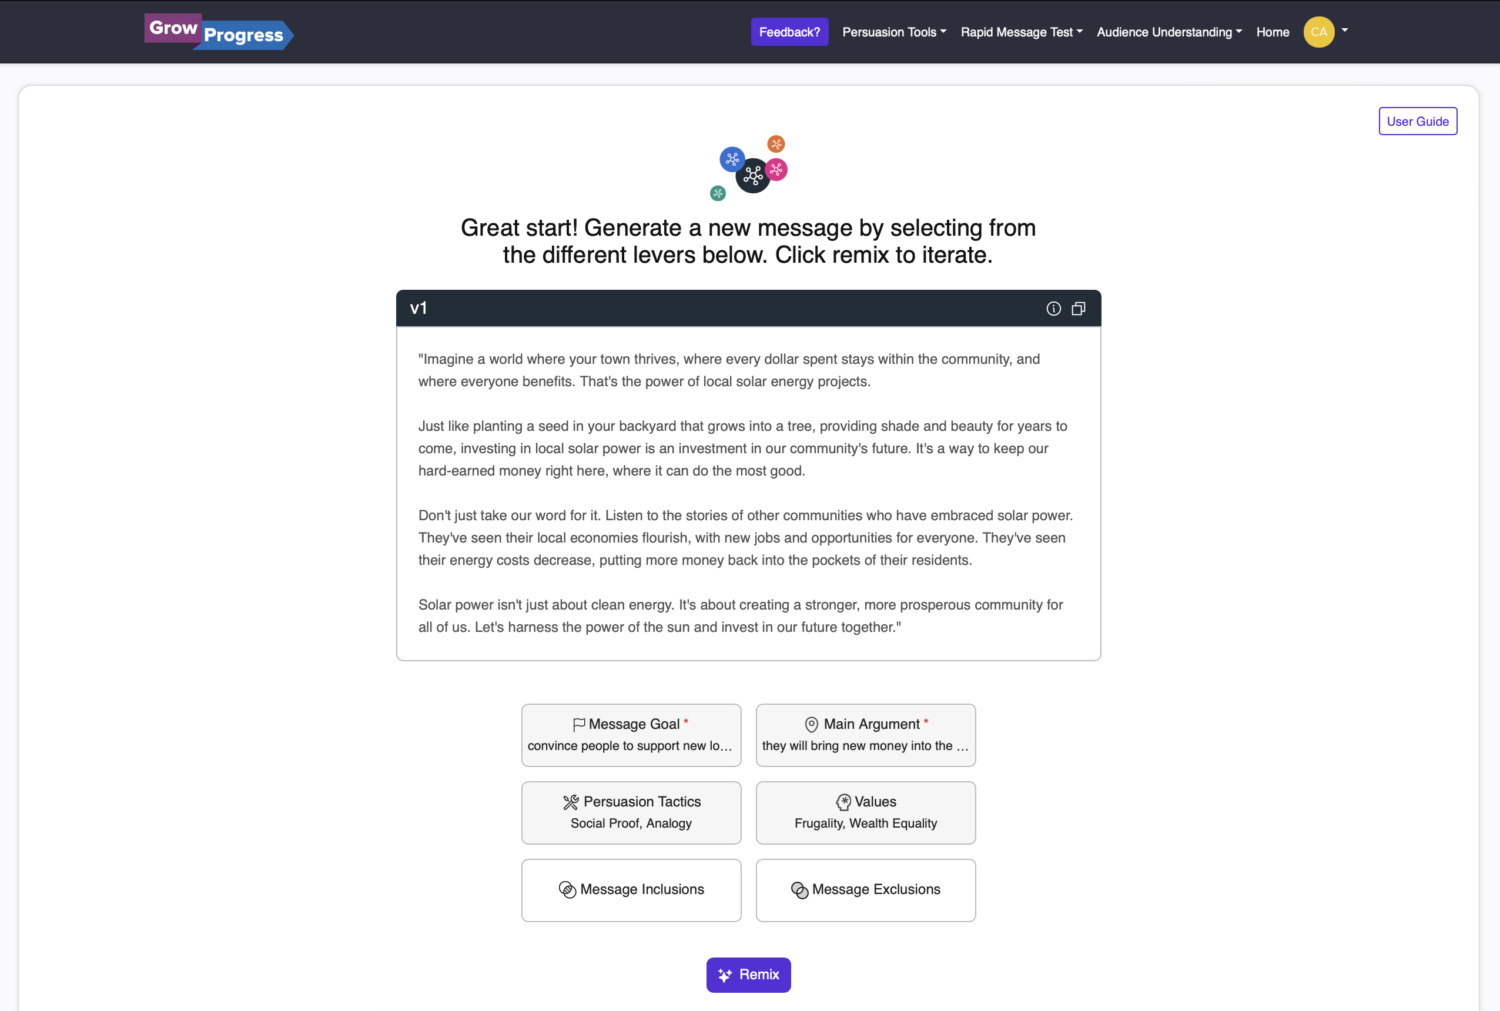 Grow
Progress
Feedback?
Persuasion Tools
Rapid Message Test
Audience Understanding
Home
CA
User Guide
Great start! Generate a new message by selecting from
the different levers below. Click remix to iterate.
v1
"Imagine a world where your town thrives, where every dollar spent stays within the community, and
where everyone benefits. That's the power of local solar energy projects.
Just like planting a seed in your backyard that grows into a tree, providing shade and beauty for years to
come, investing in local solar power is an investment in our community's future. It's a way to keep our
hard-earned money right here, where it can do the most good.
Don't just take our word for it. Listen to the stories of other communities who have embraced solar power.
They've seen their local economies flourish, with new jobs and opportunities for everyone. They've seen
their energy costs decrease, putting more money back into the pockets of their residents.
Solar power isn't just about clean energy. It's about creating a stronger, more prosperous community for
all of us. Let's harness the power of the sun and invest in our future together."
Message Goal *
convince people to support new lo...
Main Argument *
they will bring new money into the ...
Persuasion Tactics
Social Proof, Analogy
Values
Frugality, Wealth Equality
Message Inclusions
Message Exclusions
Remix